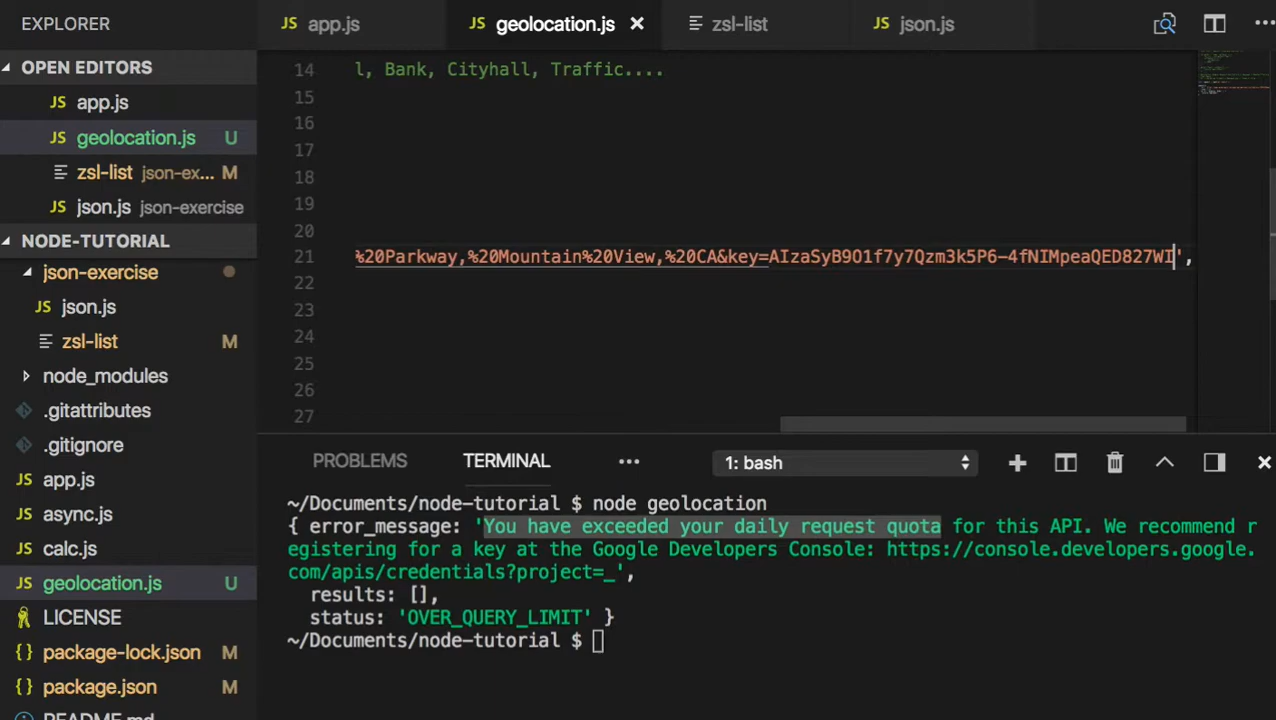 EXPLORER
OPEN EDITORS
JS app.js
JS geolocation.js U
zsl-list json-ex... M
JS json.js json-exercise
NODE-TUTORIAL
json-exercise
JS json.js
zsl-list M
node_modules
.gitattributes
.gitignore
JS app.js
JS async.js
JS calc.js
JS geolocation.js U
LICENSE
{} package-lock.json M
{} package.json M
README.md
JS app.js
JS geolocation.js
zsl-list
JS json.js
14 l, Bank, Cityhall, Traffic....
15
16
17
18
19
20
21 %20Parkway,%20Mountain%20View,%20CA&key=AIzaSyB9O1f7y7Qzm3k5P6-4fNIMpeaQED827WI',
22
23
24
25
26
27
PROBLEMS TERMINAL ... 1: bash
~/Documents/node-tutorial $ node geolocation
{ error_message: 'You have exceeded your daily request quota for this API. We recommend r
egistering for a key at the Google Developers Console: https://console.developers.google.
com/apis/credentials?project=_',
results: [],
status: 'OVER_QUERY_LIMIT' }
~/Documents/node-tutorial $